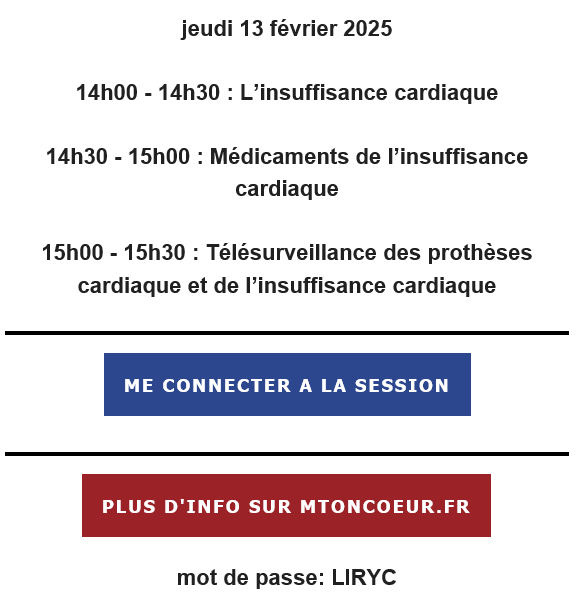 jeudi 13 février 2025
14h00 - 14h30 : L’insuffisance cardiaque
14h30 - 15h00 : Médicaments de l’insuffisance
cardiaque
15h00 - 15h30 : Télésurveillance des prothèses
cardiaque et de l’insuffisance cardiaque
ME CONNECTER A LA SESSION
PLUS D'INFO SUR MTONCOEUR.FR
mot de passe: LIRYC